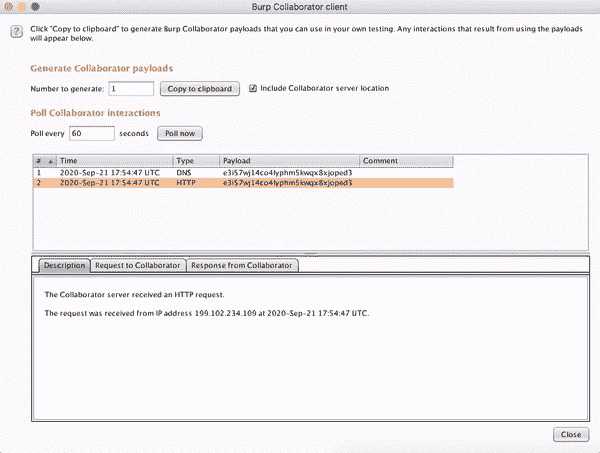 Burp Collaborator client
? Click "Copy to clipboard" to generate Burp Collaborator payloads that you can use in your own testing. Any interactions that result from using the payloads
will appear below.
Generate Collaborator payloads
Number to generate: 1 Copy to clipboard Include Collaborator server location
Poll Collaborator interactions
Poll every 60 seconds Poll now
# Time Type Payload Comment
1 2020-Sep-21 17:54:47 UTC DNS e3i57wj14co4lyphm5kwqx8xjoped3
2 2020-Sep-21 17:54:47 UTC HTTP e3i57wj14co4lyphm5kwqx8xjoped3
Description Request to Collaborator Response from Collaborator
The Collaborator server received an HTTP request.
The request was received from IP address 199.102.234.109 at 2020-Sep-21 17:54:47 UTC.
Close